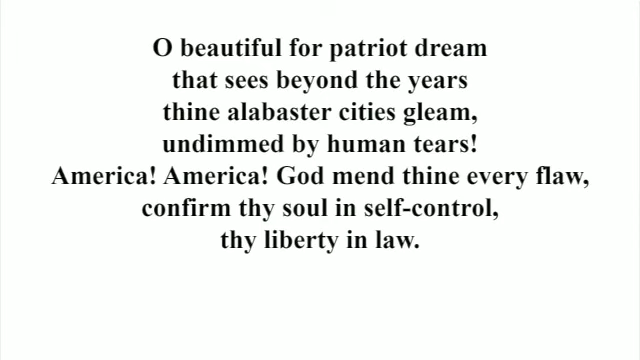 O beautiful for patriot dream
that sees beyond the years
thine alabaster cities gleam,
undimmed by human tears!
America! America! God mend thine every flaw,
confirm thy soul in self-control,
thy liberty in law.